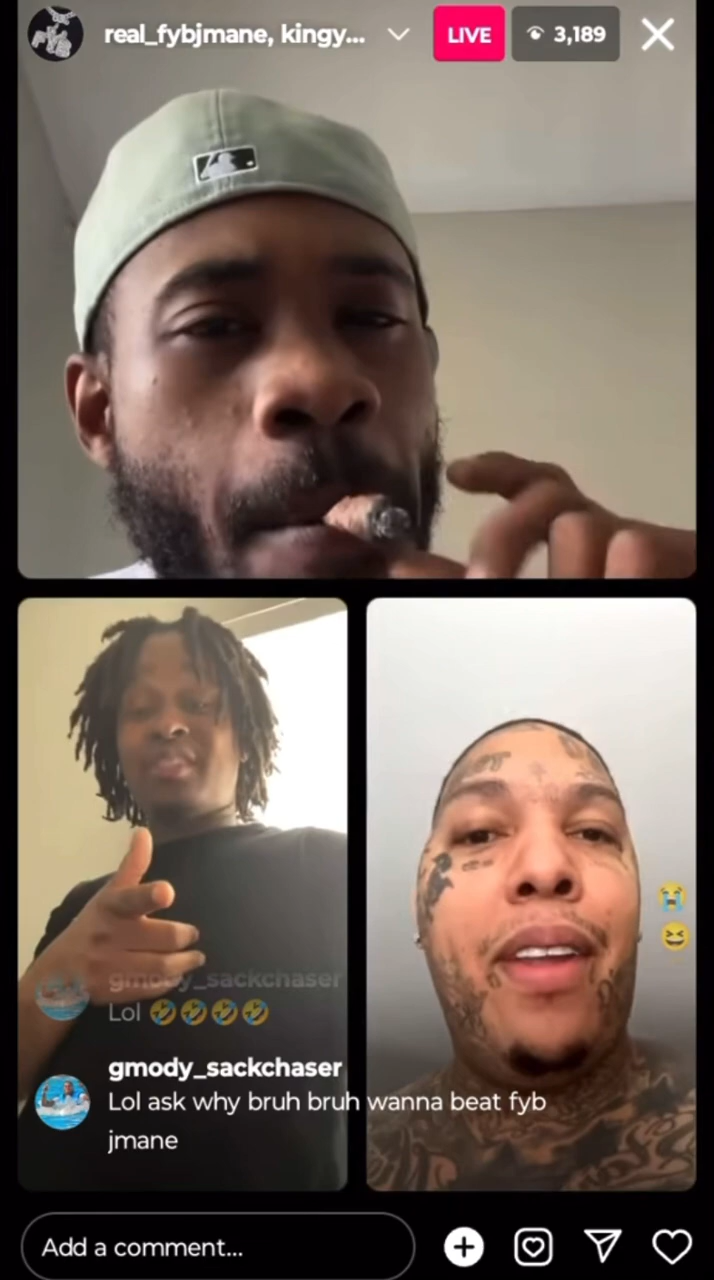 real_fybjmane, kingy...
LIVE
3,189
gmody_sackchaser
Lol 🤣🤣🤣🤣
gmody_sackchaser
Lol ask why bruh bruh wanna beat fyb
jmane
Add a comment...